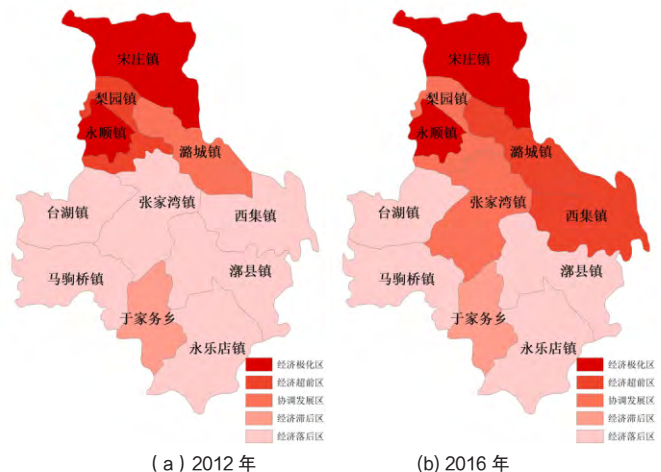 宋庄镇
梨园镇
永顺镇
潞城镇
台湖镇
张家湾镇
西集镇
马驹桥镇
漷县镇
于家务乡
永乐店镇
经济极化区
经济超前区
协调发展区
经济滞后区
经济落后区
(a) 2012 年
宋庄镇
梨园镇
永顺镇
潞城镇
台湖镇
张家湾镇
西集镇
马驹桥镇
漷县镇
于家务乡
永乐店镇
经济极化区
经济超前区
协调发展区
经济滞后区
经济落后区
(b) 2016 年